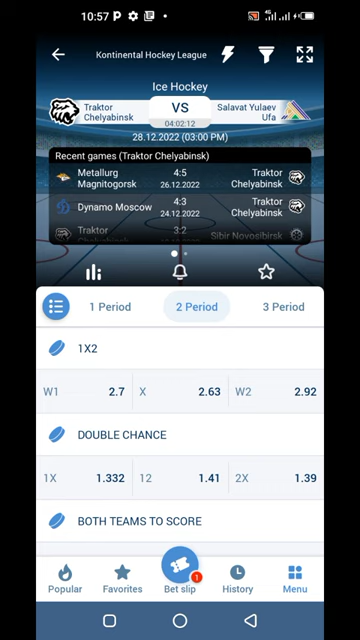 10:57
Kontinental Hockey League
Ice Hockey
Traktor Chelyabinsk
VS
Salavat Yulaev Ufa
04:02:12
28.12.2022 (03:00 PM)
Recent games (Traktor Chelyabinsk)
Metallurg Magnitogorsk 4:5 Traktor Chelyabinsk
26.12.2022
Dynamo Moscow 4:3 Traktor Chelyabinsk
24.12.2022
Traktor 3:2 Sibir Novosibirsk
1 Period 2 Period 3 Period
1X2
W1 2.7 X 2.63 W2 2.92
DOUBLE CHANCE
1X 1.332 12 1.41 2X 1.39
BOTH TEAMS TO SCORE
1
Popular Favorites Bet slip History Menu